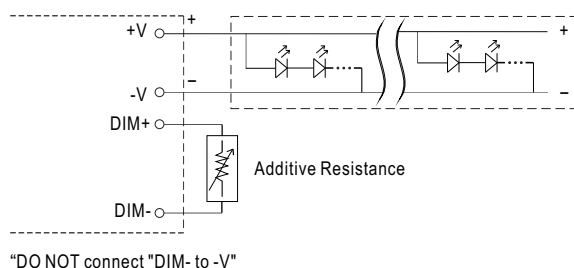 +V
+
+
-V
–
–
DIM+
Additive Resistance
DIM-
“DO NOT connect "DIM- to -V"